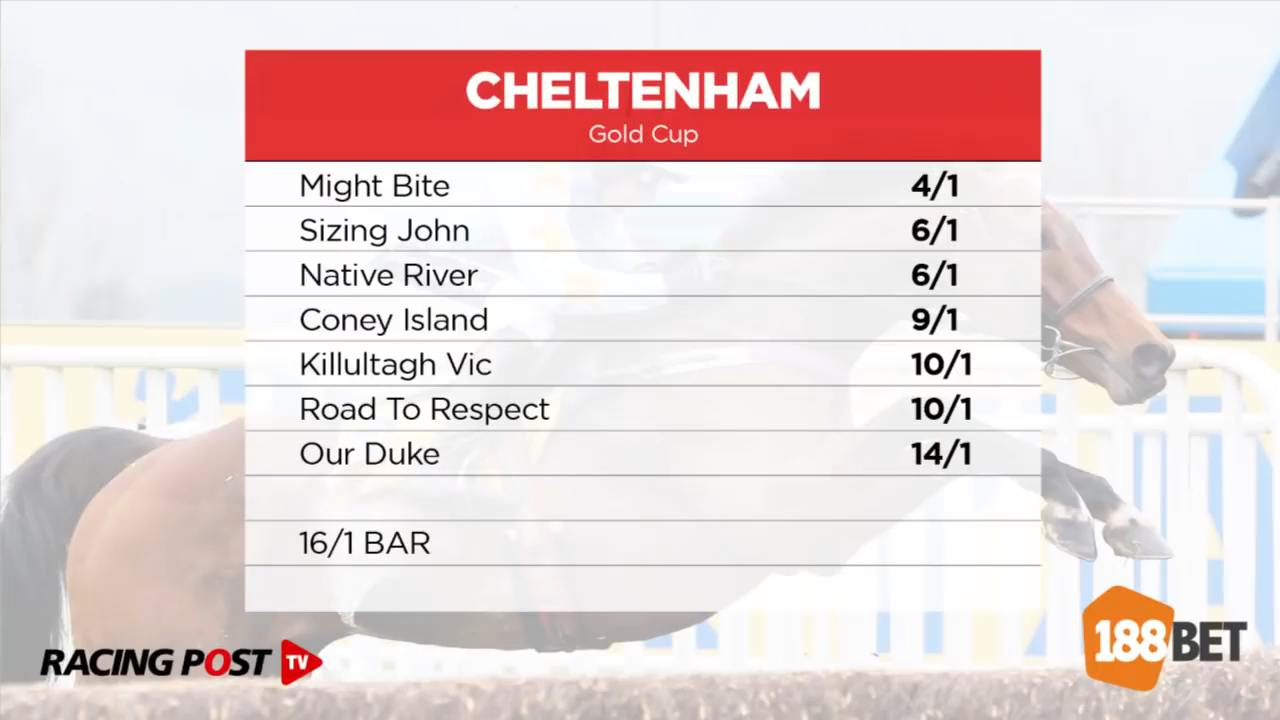 CHELTENHAM
Gold Cup
Might Bite 4/1
Sizing John 6/1
Native River 6/1
Coney Island 9/1
Killultagh Vic 10/1
Road To Respect 10/1
Our Duke 14/1
16/1 BAR
RACING POST TV
188BET